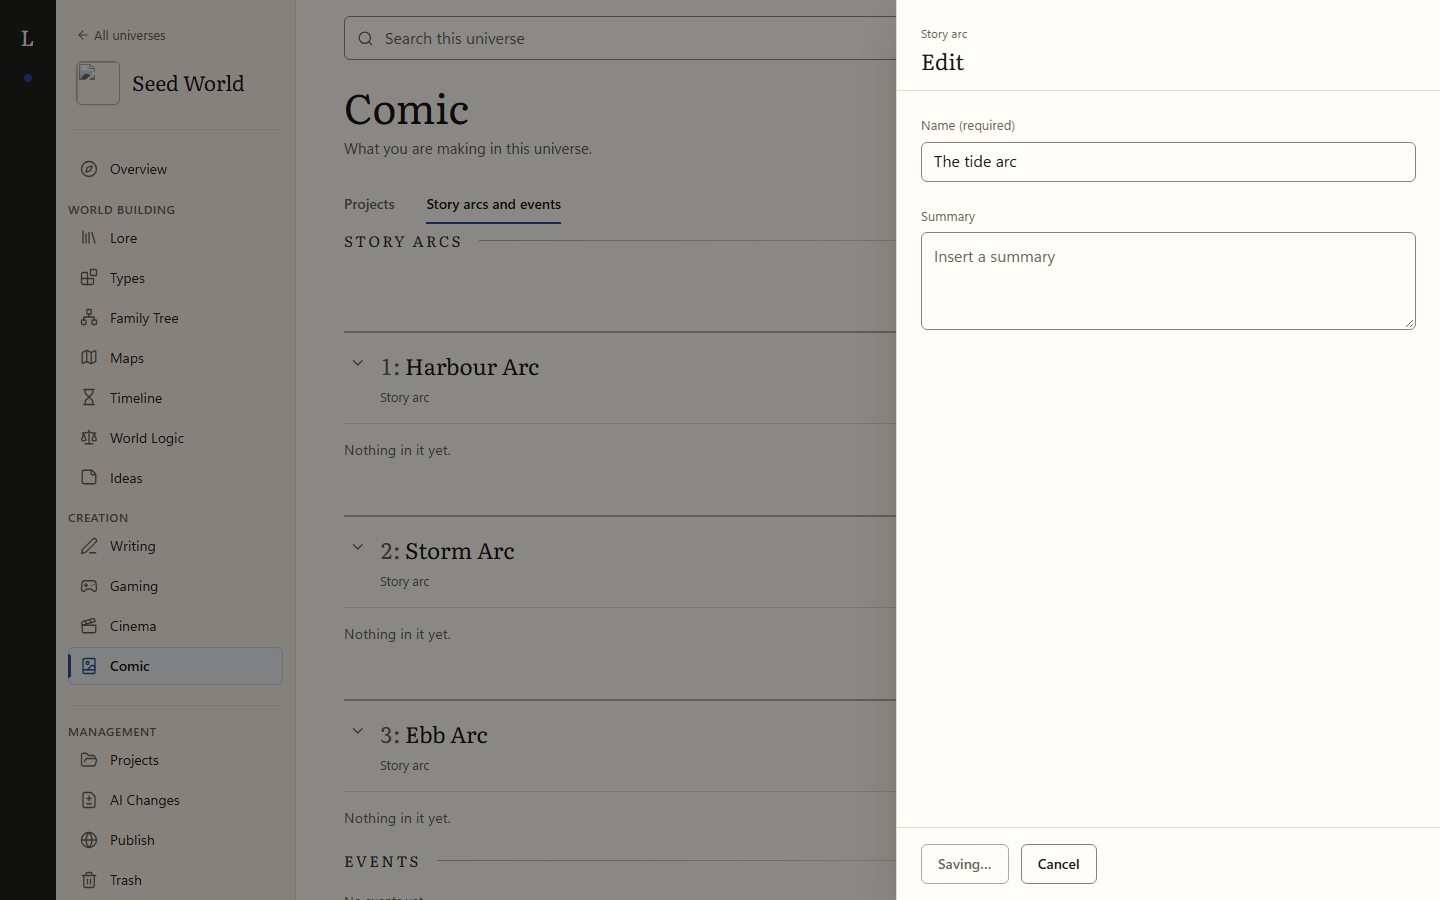 L
All universes
Seed World
Overview
WORLD BUILDING
Lore
Types
Family Tree
Maps
Timeline
World Logic
Ideas
CREATION
Writing
Gaming
Cinema
Comic
MANAGEMENT
Projects
AI Changes
Publish
Trash
Search this universe
Comic
What you are making in this universe.
Projects
Story arcs and events
STORY ARCS
1: Harbour Arc
Story arc
Nothing in it yet.
2: Storm Arc
Story arc
Nothing in it yet.
3: Ebb Arc
Story arc
Nothing in it yet.
EVENTS
Story arc
Edit
Name (required)
The tide arc
Summary
Insert a summary
Saving...
Cancel